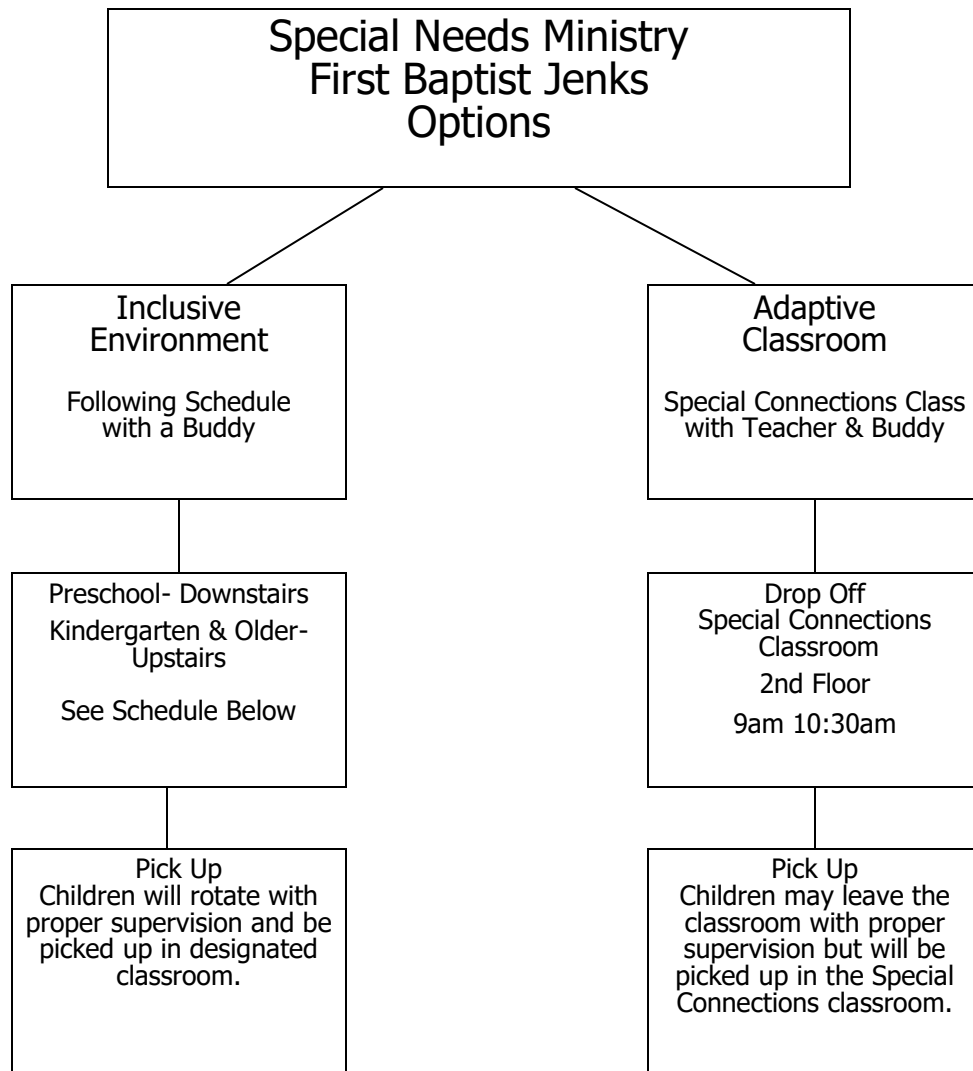 Special Needs Ministry
First Baptist Jenks
Options
Inclusive
Environment
Following Schedule
with a Buddy
Adaptive
Classroom
Special Connections Class
with Teacher & Buddy
Preschool- Downstairs
Kindergarten & Older-
Upstairs
See Schedule Below
Drop Off
Special Connections
Classroom
2nd Floor
9am 10:30am
Pick Up
Children will rotate with
proper supervision and be
picked up in designated
classroom.
Pick Up
Children may leave the
classroom with proper
supervision but will be
picked up in the Special
Connections classroom.